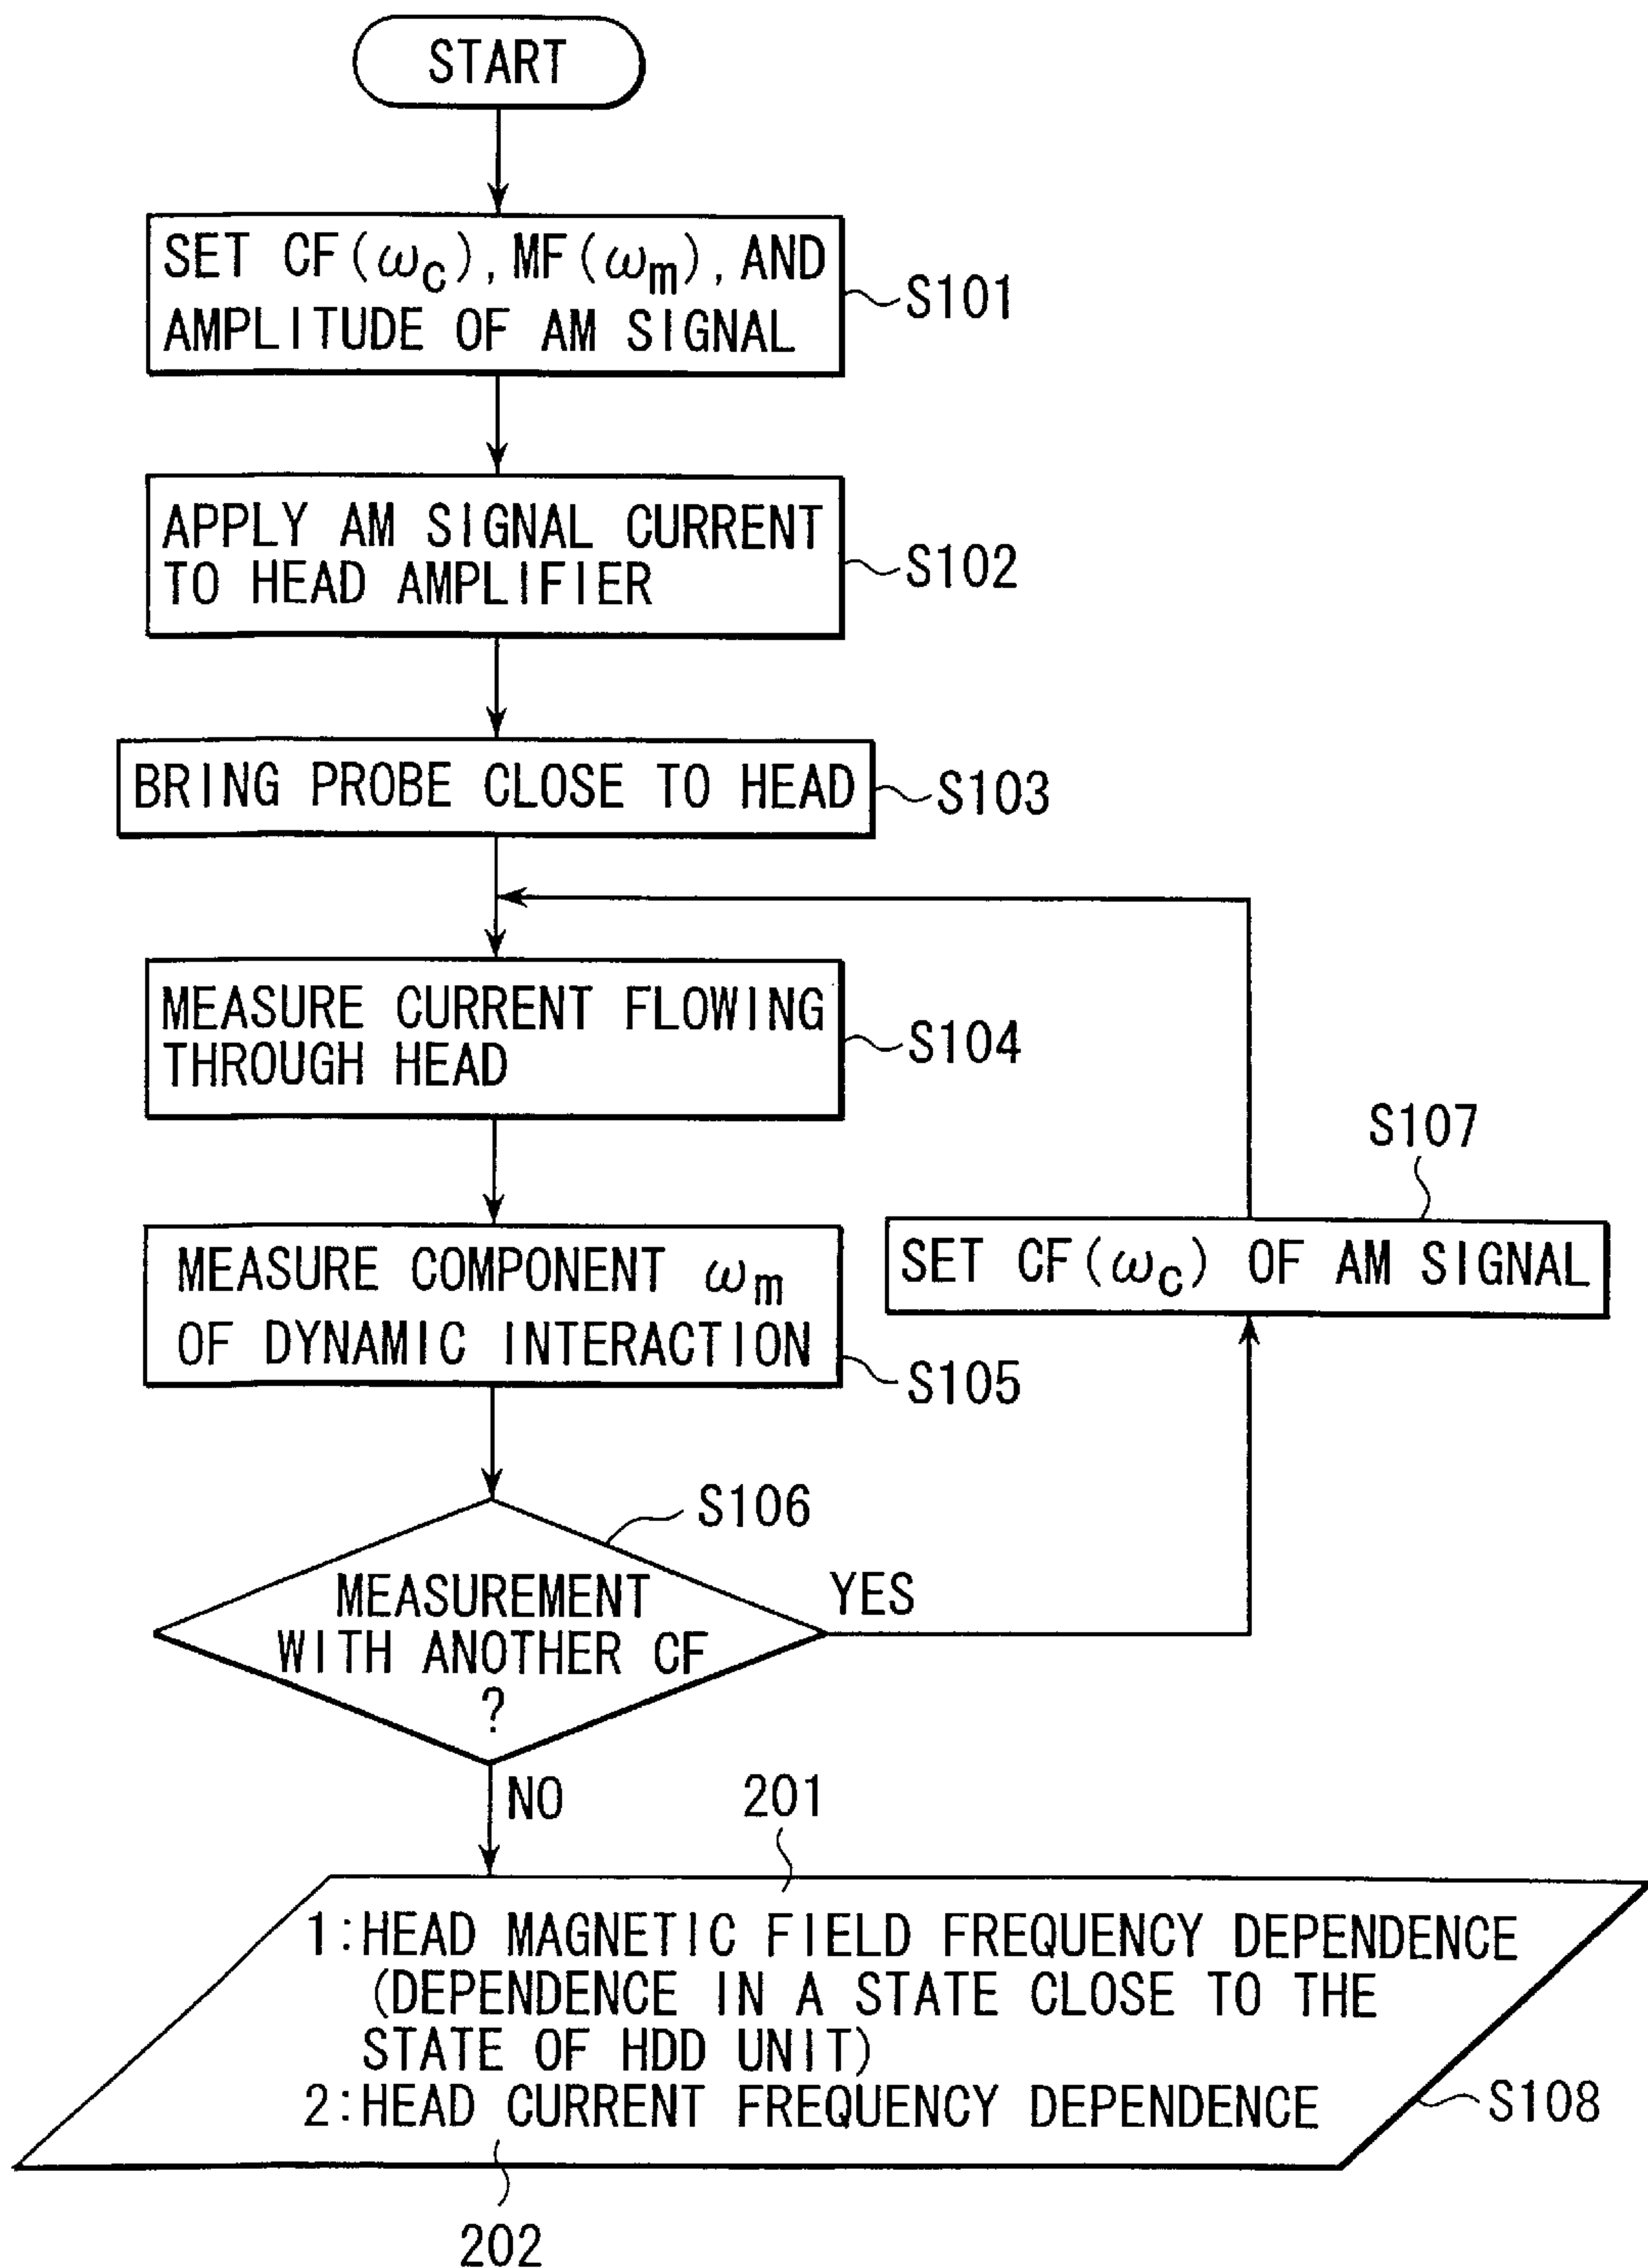 START
SET CF(ωc), MF(ωm), AND
AMPLITUDE OF AM SIGNAL
S101
APPLY AM SIGNAL CURRENT
TO HEAD AMPLIFIER
S102
BRING PROBE CLOSE TO HEAD
S103
MEASURE CURRENT FLOWING
THROUGH HEAD
S104
S107
SET CF(ωc) OF AM SIGNAL
MEASURE COMPONENT ωm
OF DYNAMIC INTERACTION
S105
S106
MEASUREMENT
WITH ANOTHER CF
?
YES
NO
201
1:HEAD MAGNETIC FIELD FREQUENCY DEPENDENCE
(DEPENDENCE IN A STATE CLOSE TO THE
STATE OF HDD UNIT)
2:HEAD CURRENT FREQUENCY DEPENDENCE
S108
202